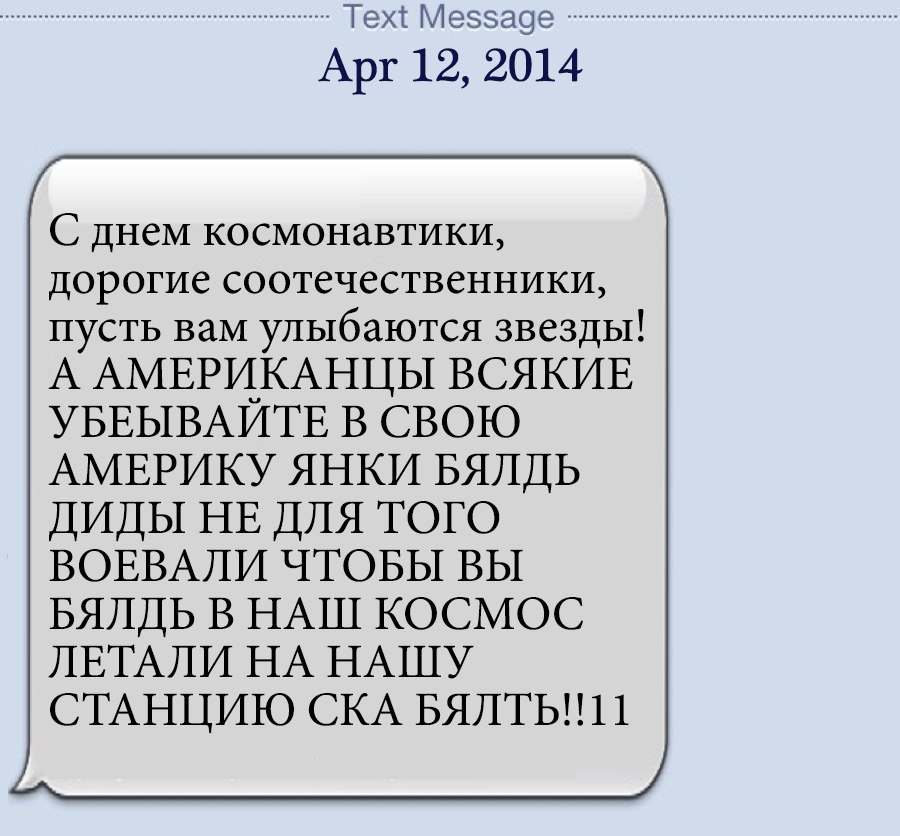 Text Message
Apr 12, 2014
С днем космонавтики,
дорогие соотечественники,
пусть вам улыбаются звезды!
А АМЕРИКАНЦЫ ВСЯКИЕ
УБЕЫВАЙТЕ В СВОЮ
АМЕРИКУ ЯНКИ БЯЛДЬ
ДИДЫ НЕ ДЛЯ ТОГО
ВОЕВАЛИ ЧТОБЫ ВЫ
БЯЛДЬ В НАШ КОСМОС
ЛЕТАЛИ НА НАШУ
СТАНЦИЮ СКА БЯЛТЬ!!11